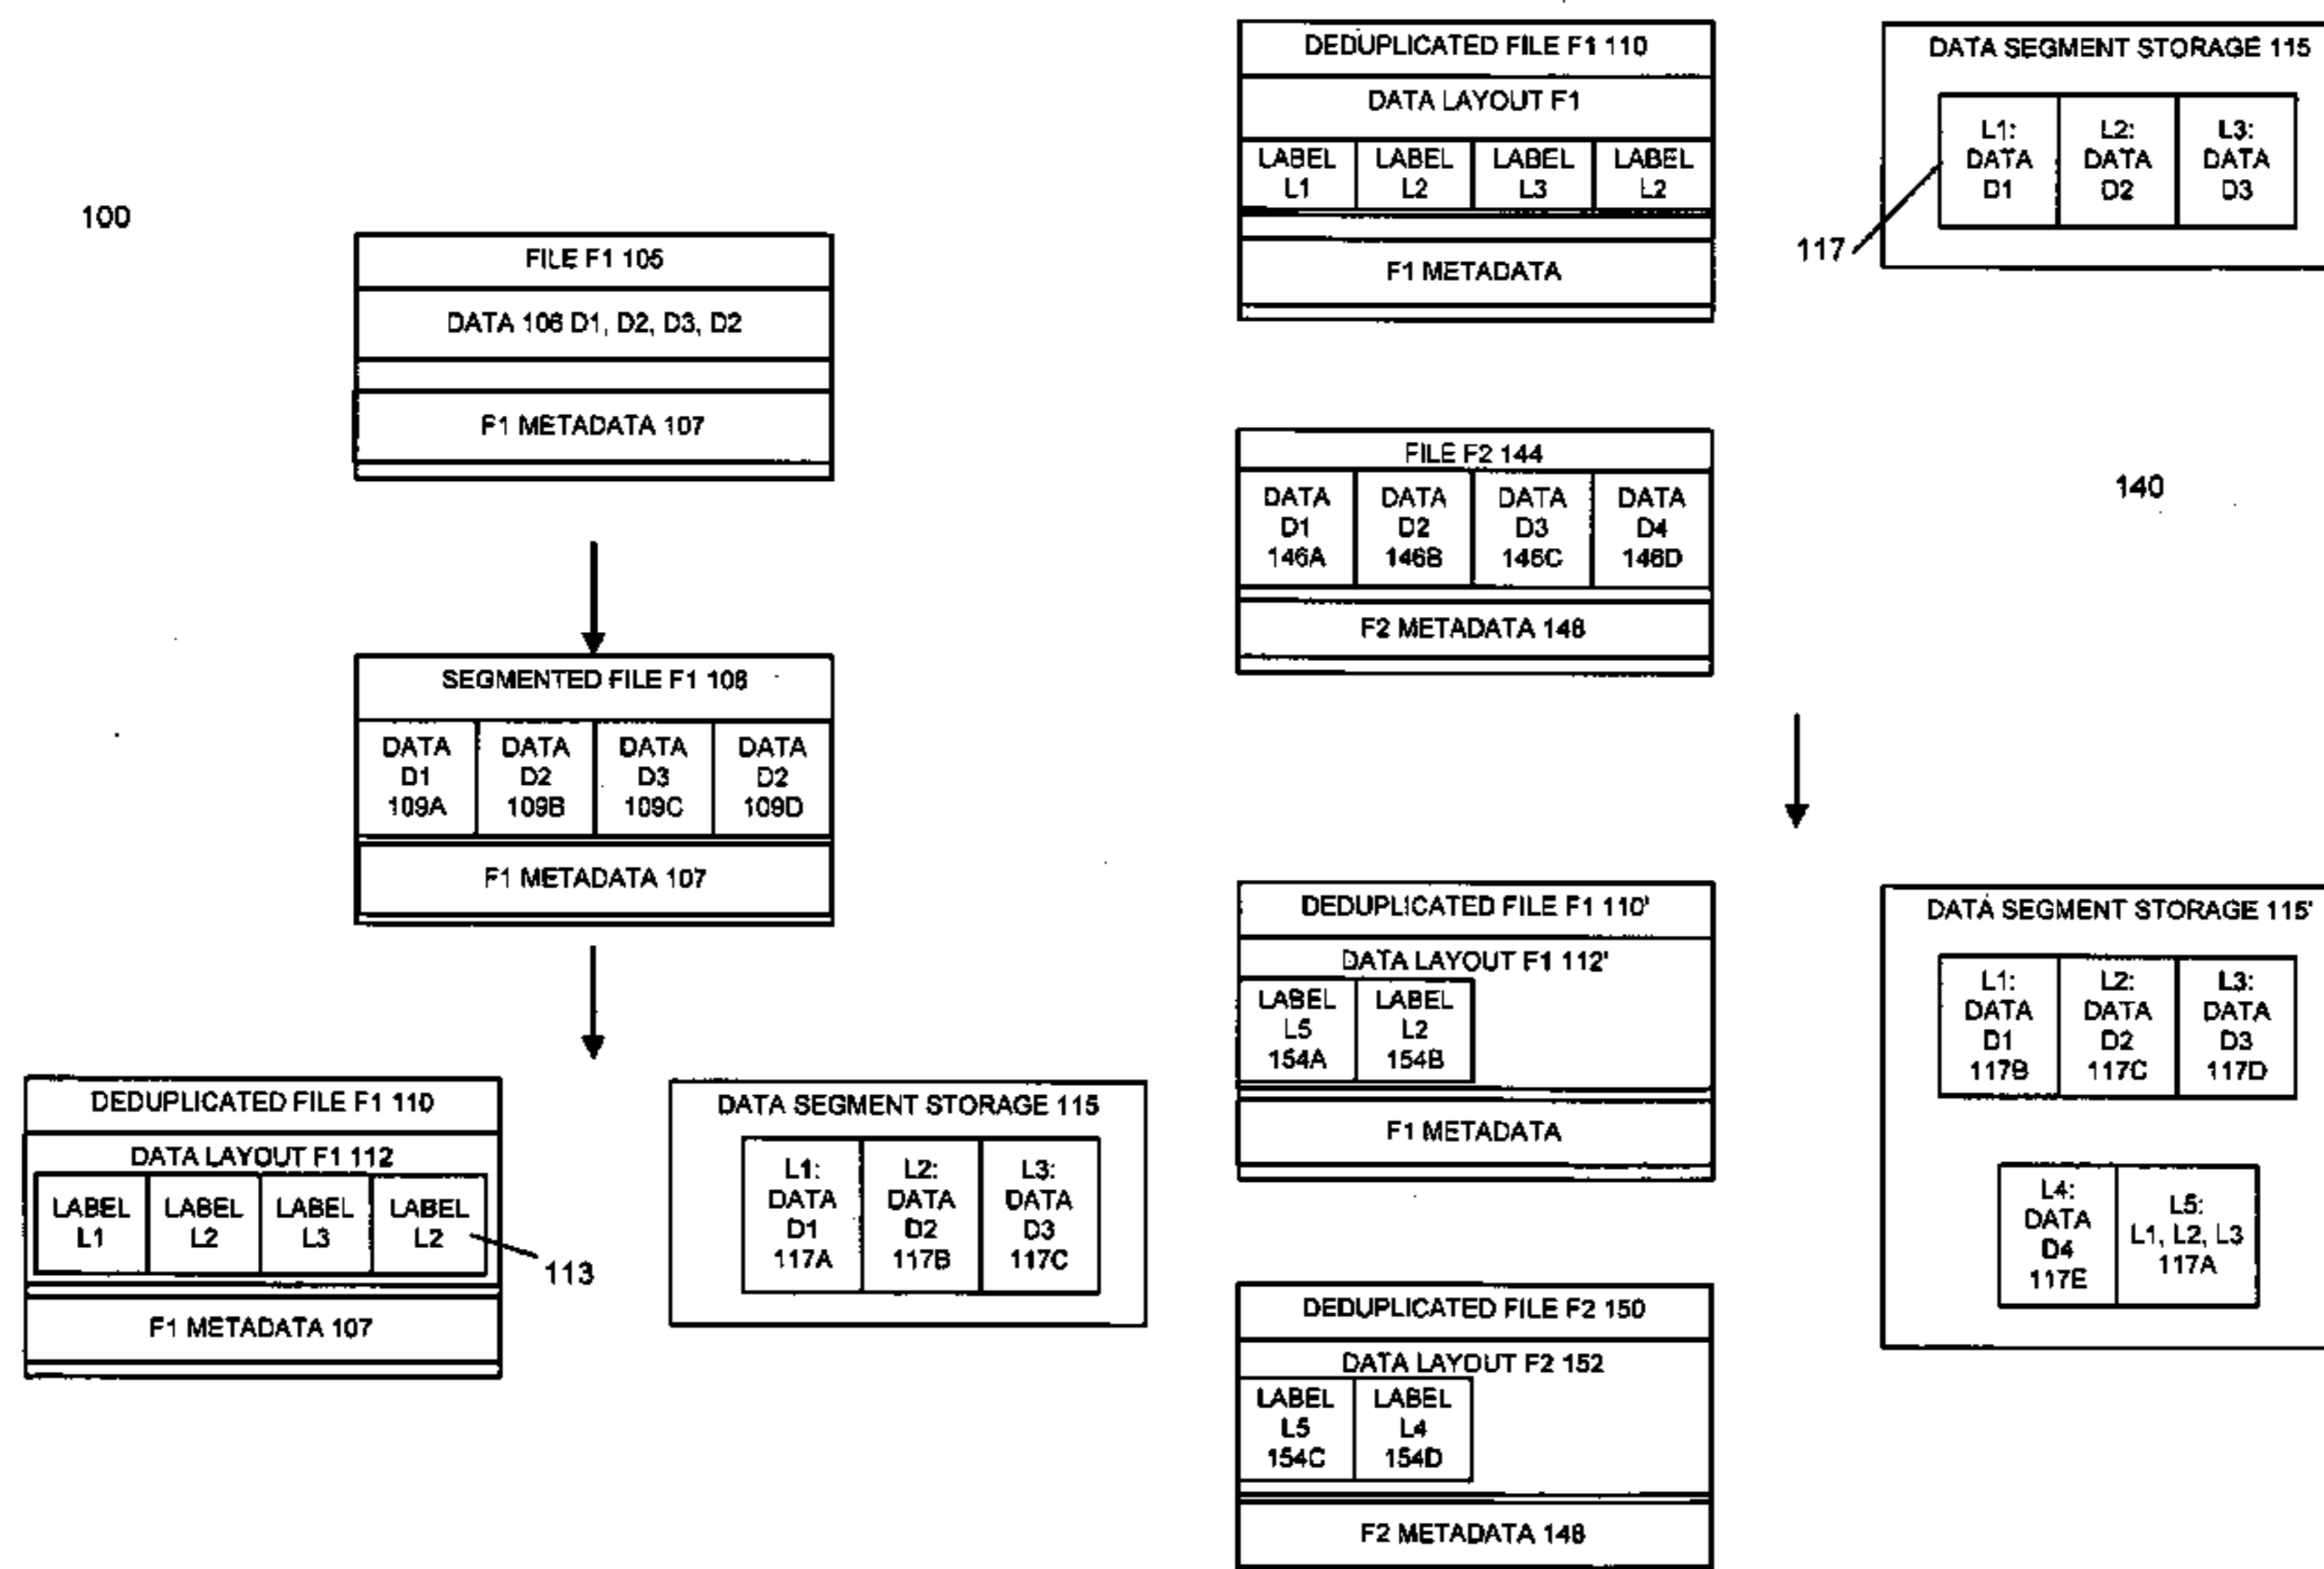 100
FILE F1 105
DATA 106 D1, D2, D3, D2
F1 METADATA 107
SEGMENTED FILE F1 108
DATA D1 109A
DATA D2 109B
DATA D3 109C
DATA D2 109D
F1 METADATA 107
DEDUPLICATED FILE F1 110
DATA LAYOUT F1 112
LABEL L1
LABEL L2
LABEL L3
LABEL L2
113
F1 METADATA 107
DATA SEGMENT STORAGE 115
L1: DATA D1 117A
L2: DATA D2 117B
L3: DATA D3 117C
DEDUPLICATED FILE F1 110
DATA LAYOUT F1
LABEL L1
LABEL L2
LABEL L3
LABEL L2
F1 METADATA
DATA SEGMENT STORAGE 115
L1: DATA D1
L2: DATA D2
L3: DATA D3
117
FILE F2 144
DATA D1 146A
DATA D2 146B
DATA D3 146C
DATA D4 146D
F2 METADATA 148
140
DEDUPLICATED FILE F1 110'
DATA LAYOUT F1 112'
LABEL L5 154A
LABEL L2 154B
F1 METADATA
DATA SEGMENT STORAGE 115'
L1: DATA D1 117B
L2: DATA D2 117C
L3: DATA D3 117D
L4: DATA D4 117E
L5: L1, L2, L3 117A
DEDUPLICATED FILE F2 150
DATA LAYOUT F2 152
LABEL L5 154C
LABEL L4 154D
F2 METADATA 148